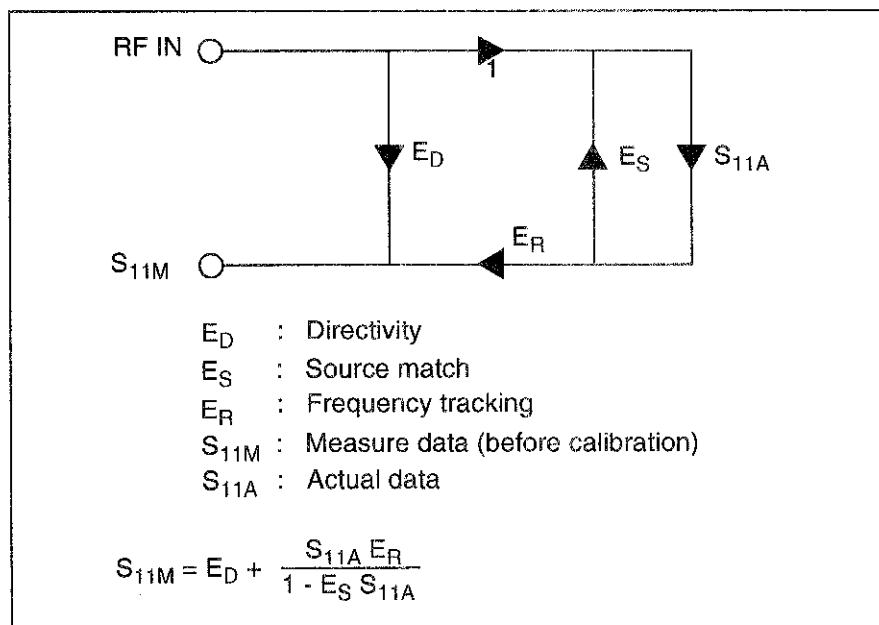 RF IN
1
E_D
E_S
S_11A
E_R
S_11M
E_D : Directivity
E_S : Source match
E_R : Frequency tracking
S_11M : Measure data (before calibration)
S_11A : Actual data
S_11M = E_D + S_11A E_R / 1 - E_S S_11A